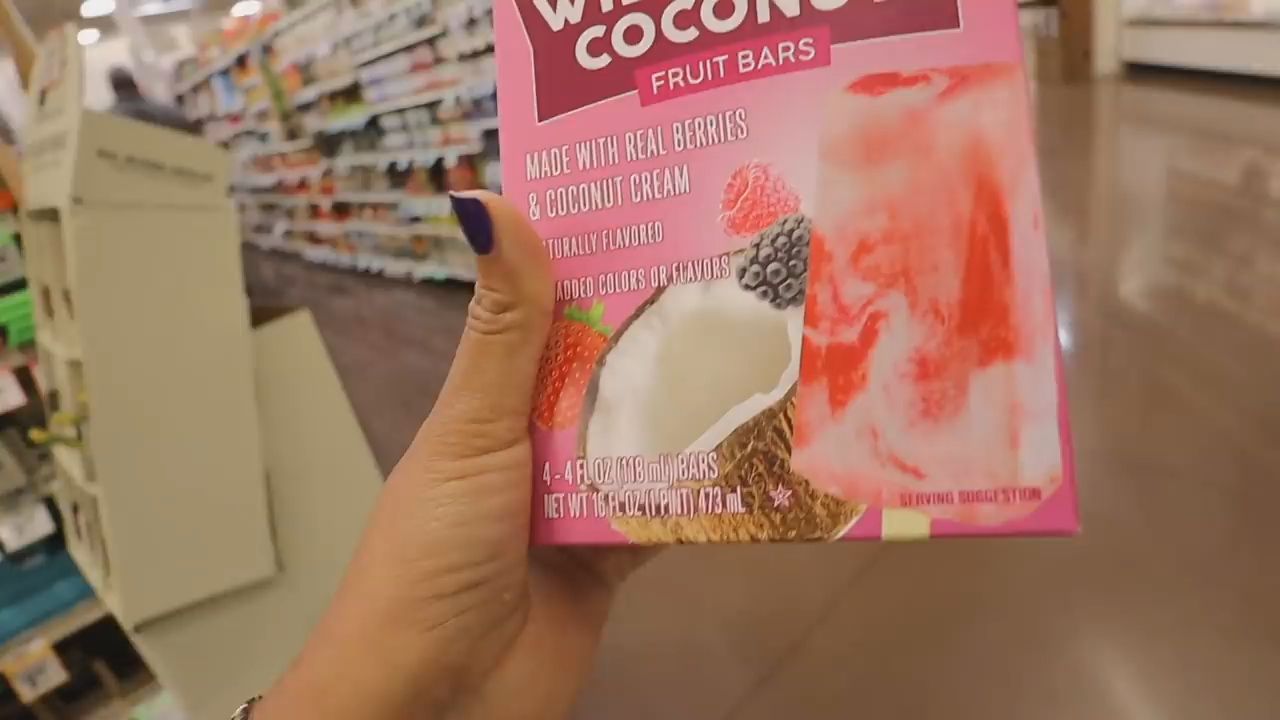 COCONUT
FRUIT BARS
MADE WITH REAL BERRIES
& COCONUT CREAM
TURALLY FLAVORED
ADDED COLORS OR FLAVORS
4 - 4 FL OZ (118 mL) BARS
NET WT 16 FL OZ (1 PINT) 473 mL
SERVING SUGGESTION